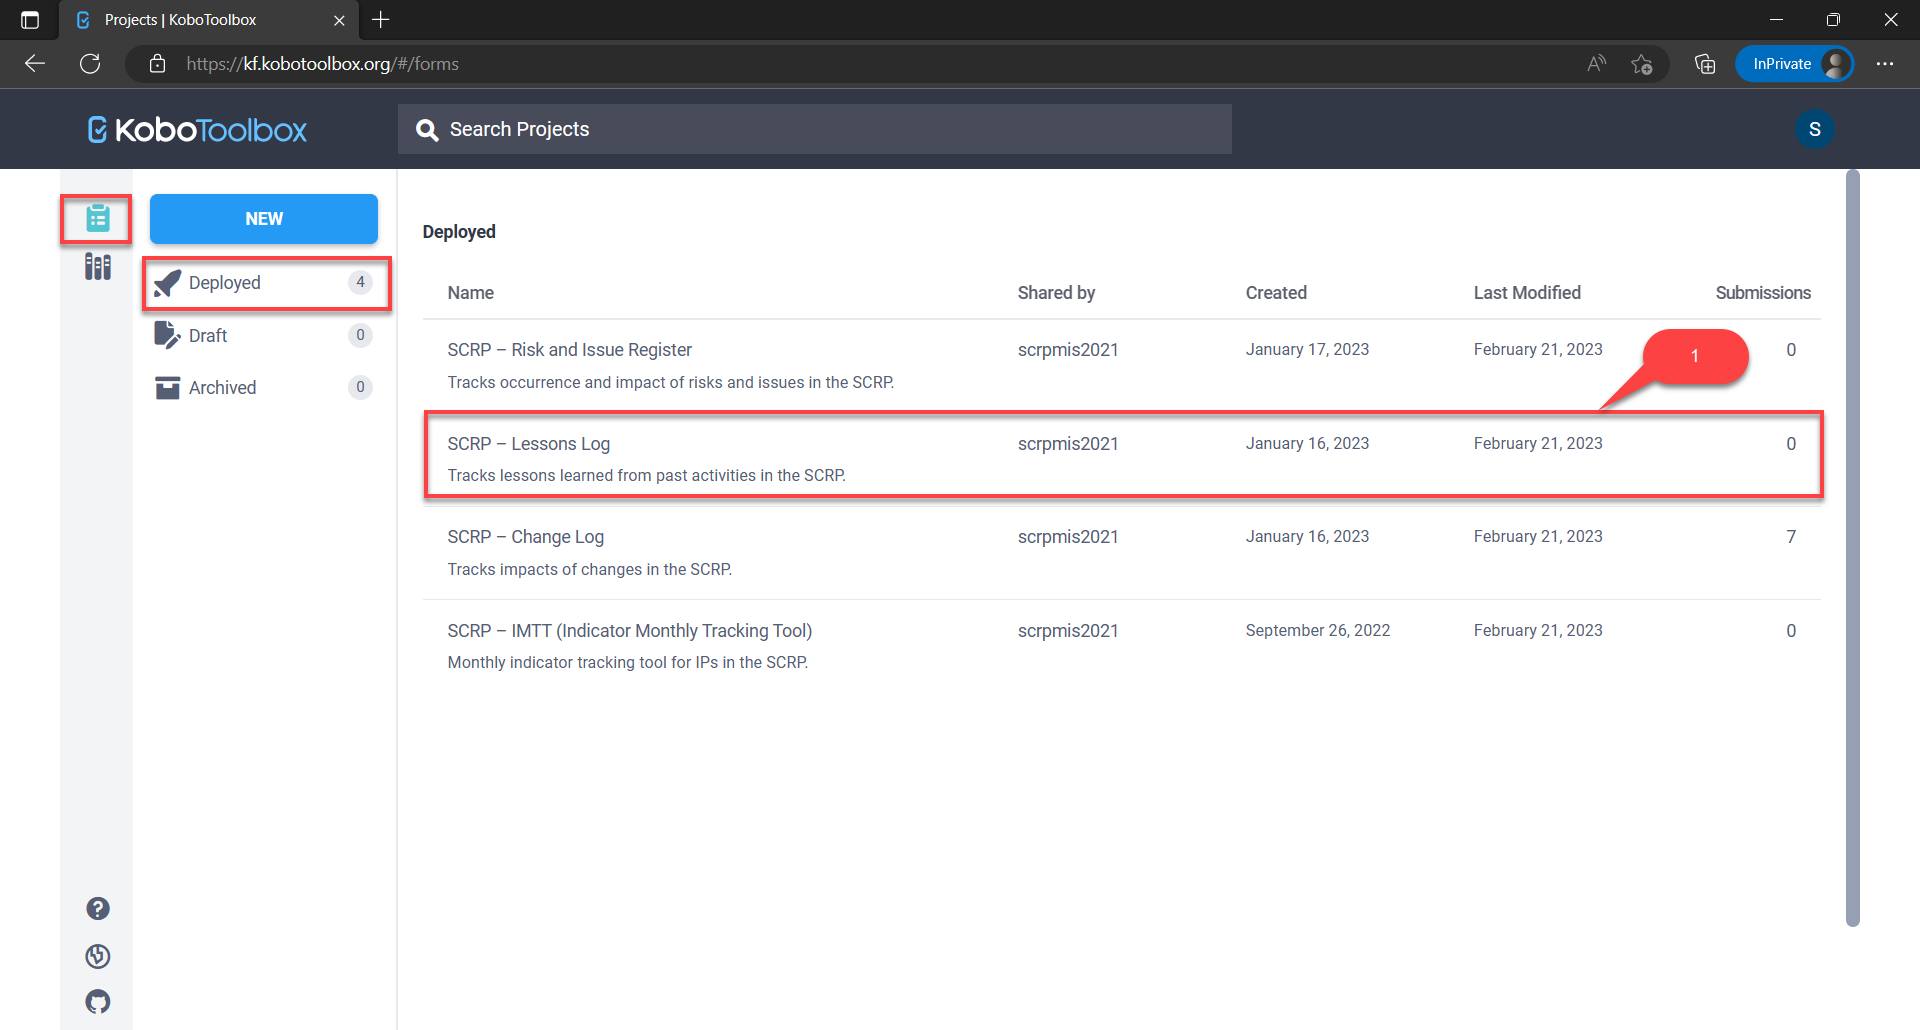 Projects | KoboToolbox
https://kf.kobotoolbox.org/#/forms
InPrivate
KoboToolbox
Search Projects
S
NEW
Deployed 4
Draft 0
Archived 0
Deployed
Name Shared by Created Last Modified Submissions
1
SCRP – Risk and Issue Register scrpmis2021 January 17, 2023 February 21, 2023 0
Tracks occurrence and impact of risks and issues in the SCRP.
SCRP – Lessons Log scrpmis2021 January 16, 2023 February 21, 2023 0
Tracks lessons learned from past activities in the SCRP.
SCRP – Change Log scrpmis2021 January 16, 2023 February 21, 2023 7
Tracks impacts of changes in the SCRP.
SCRP – IMTT (Indicator Monthly Tracking Tool) scrpmis2021 September 26, 2022 February 21, 2023 0
Monthly indicator tracking tool for IPs in the SCRP.